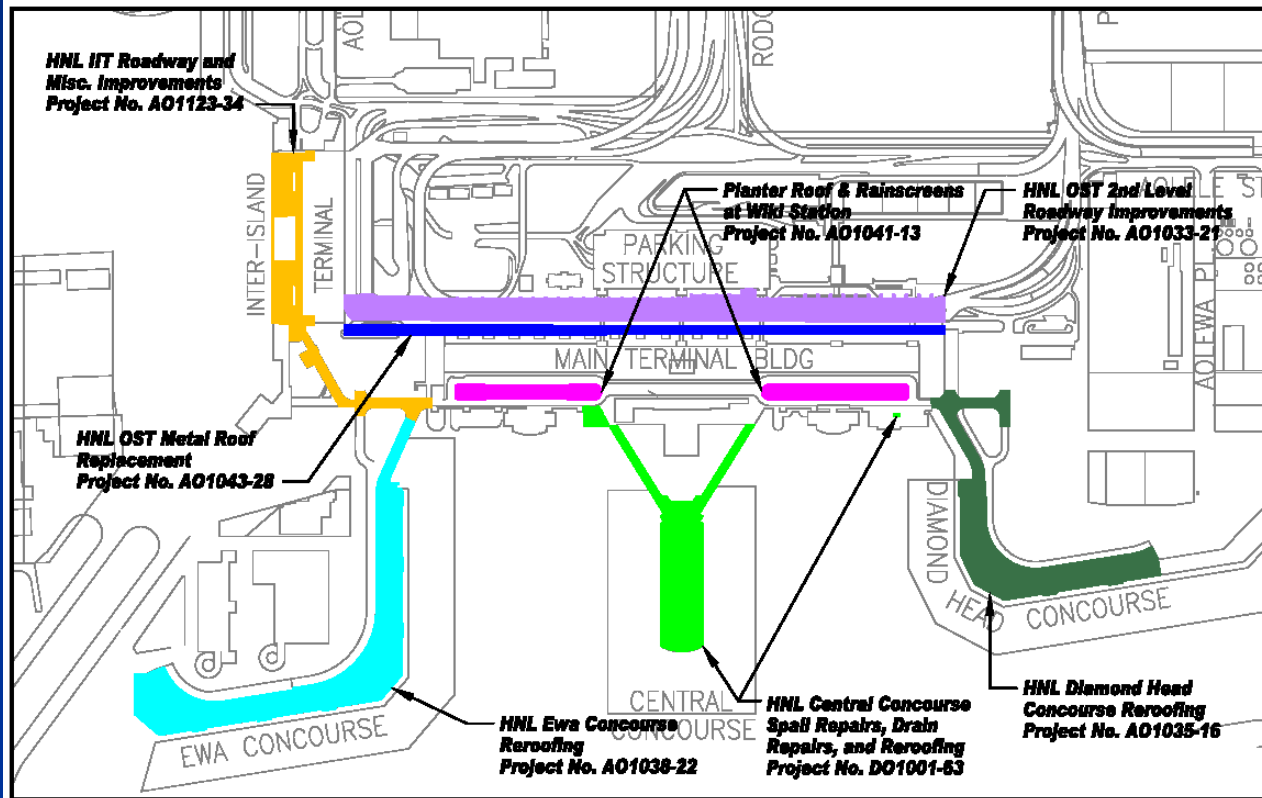 HNL IIT Roadway and
Misc. Improvements
Project No. AO1123-34
INTER-ISLAND
TERMINAL
Planter Roof & Rainscreens
at Wiki Station
Project No. AO1041-13
HNL OST 2nd Level
Roadway Improvements
Project No. AO1033-21
PARKING
STRUCTURE
MAIN TERMINAL BLDG
AOLEWA PL
HNL OST Metal Roof
Replacement
Project No. AO1043-28
DIAMOND
HEAD CONCOURSE
EWA CONCOURSE
HNL Ewa Concourse
Reroofing
Project No. AO1038-22
CENTRAL
CONCOURSE
HNL Central Concourse
Spall Repairs, Drain
Repairs, and Reroofing
Project No. DO1001-53
HNL Diamond Head
Concourse Reroofing
Project No. AO1035-16